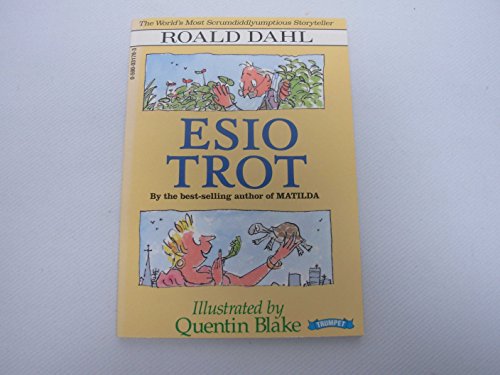 The World's Most Scrumdiddlyumptious Storyteller
ROALD DAHL
ESIO
TROT
By the best-selling author of MATILDA
Illustrated by
Quentin Blake
TRUMPET